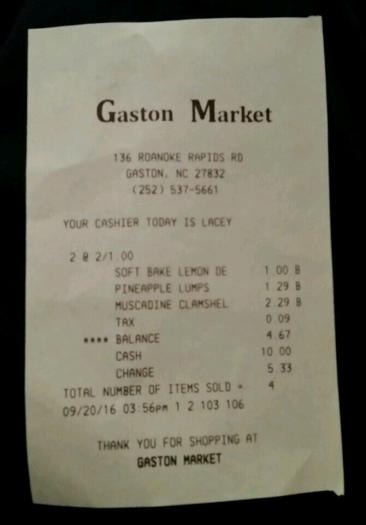 Gaston Market
136 ROANOKE RAPIDS RD
GASTON, NC 27832
(252) 537-5661
YOUR CASHIER TODAY IS LACEY
2 @ 2/1.00
SOFT BAKE LEMON DE 1.00 B
PINEAPPLE LUMPS 1.29 B
MUSCADINE CLAMSHEL 2.29 B
TAX 0.09
**** BALANCE 4.67
CASH 10.00
CHANGE 5.33
TOTAL NUMBER OF ITEMS SOLD = 4
09/20/16 03:56PM 1 2 103 106
THANK YOU FOR SHOPPING AT
GASTON MARKET